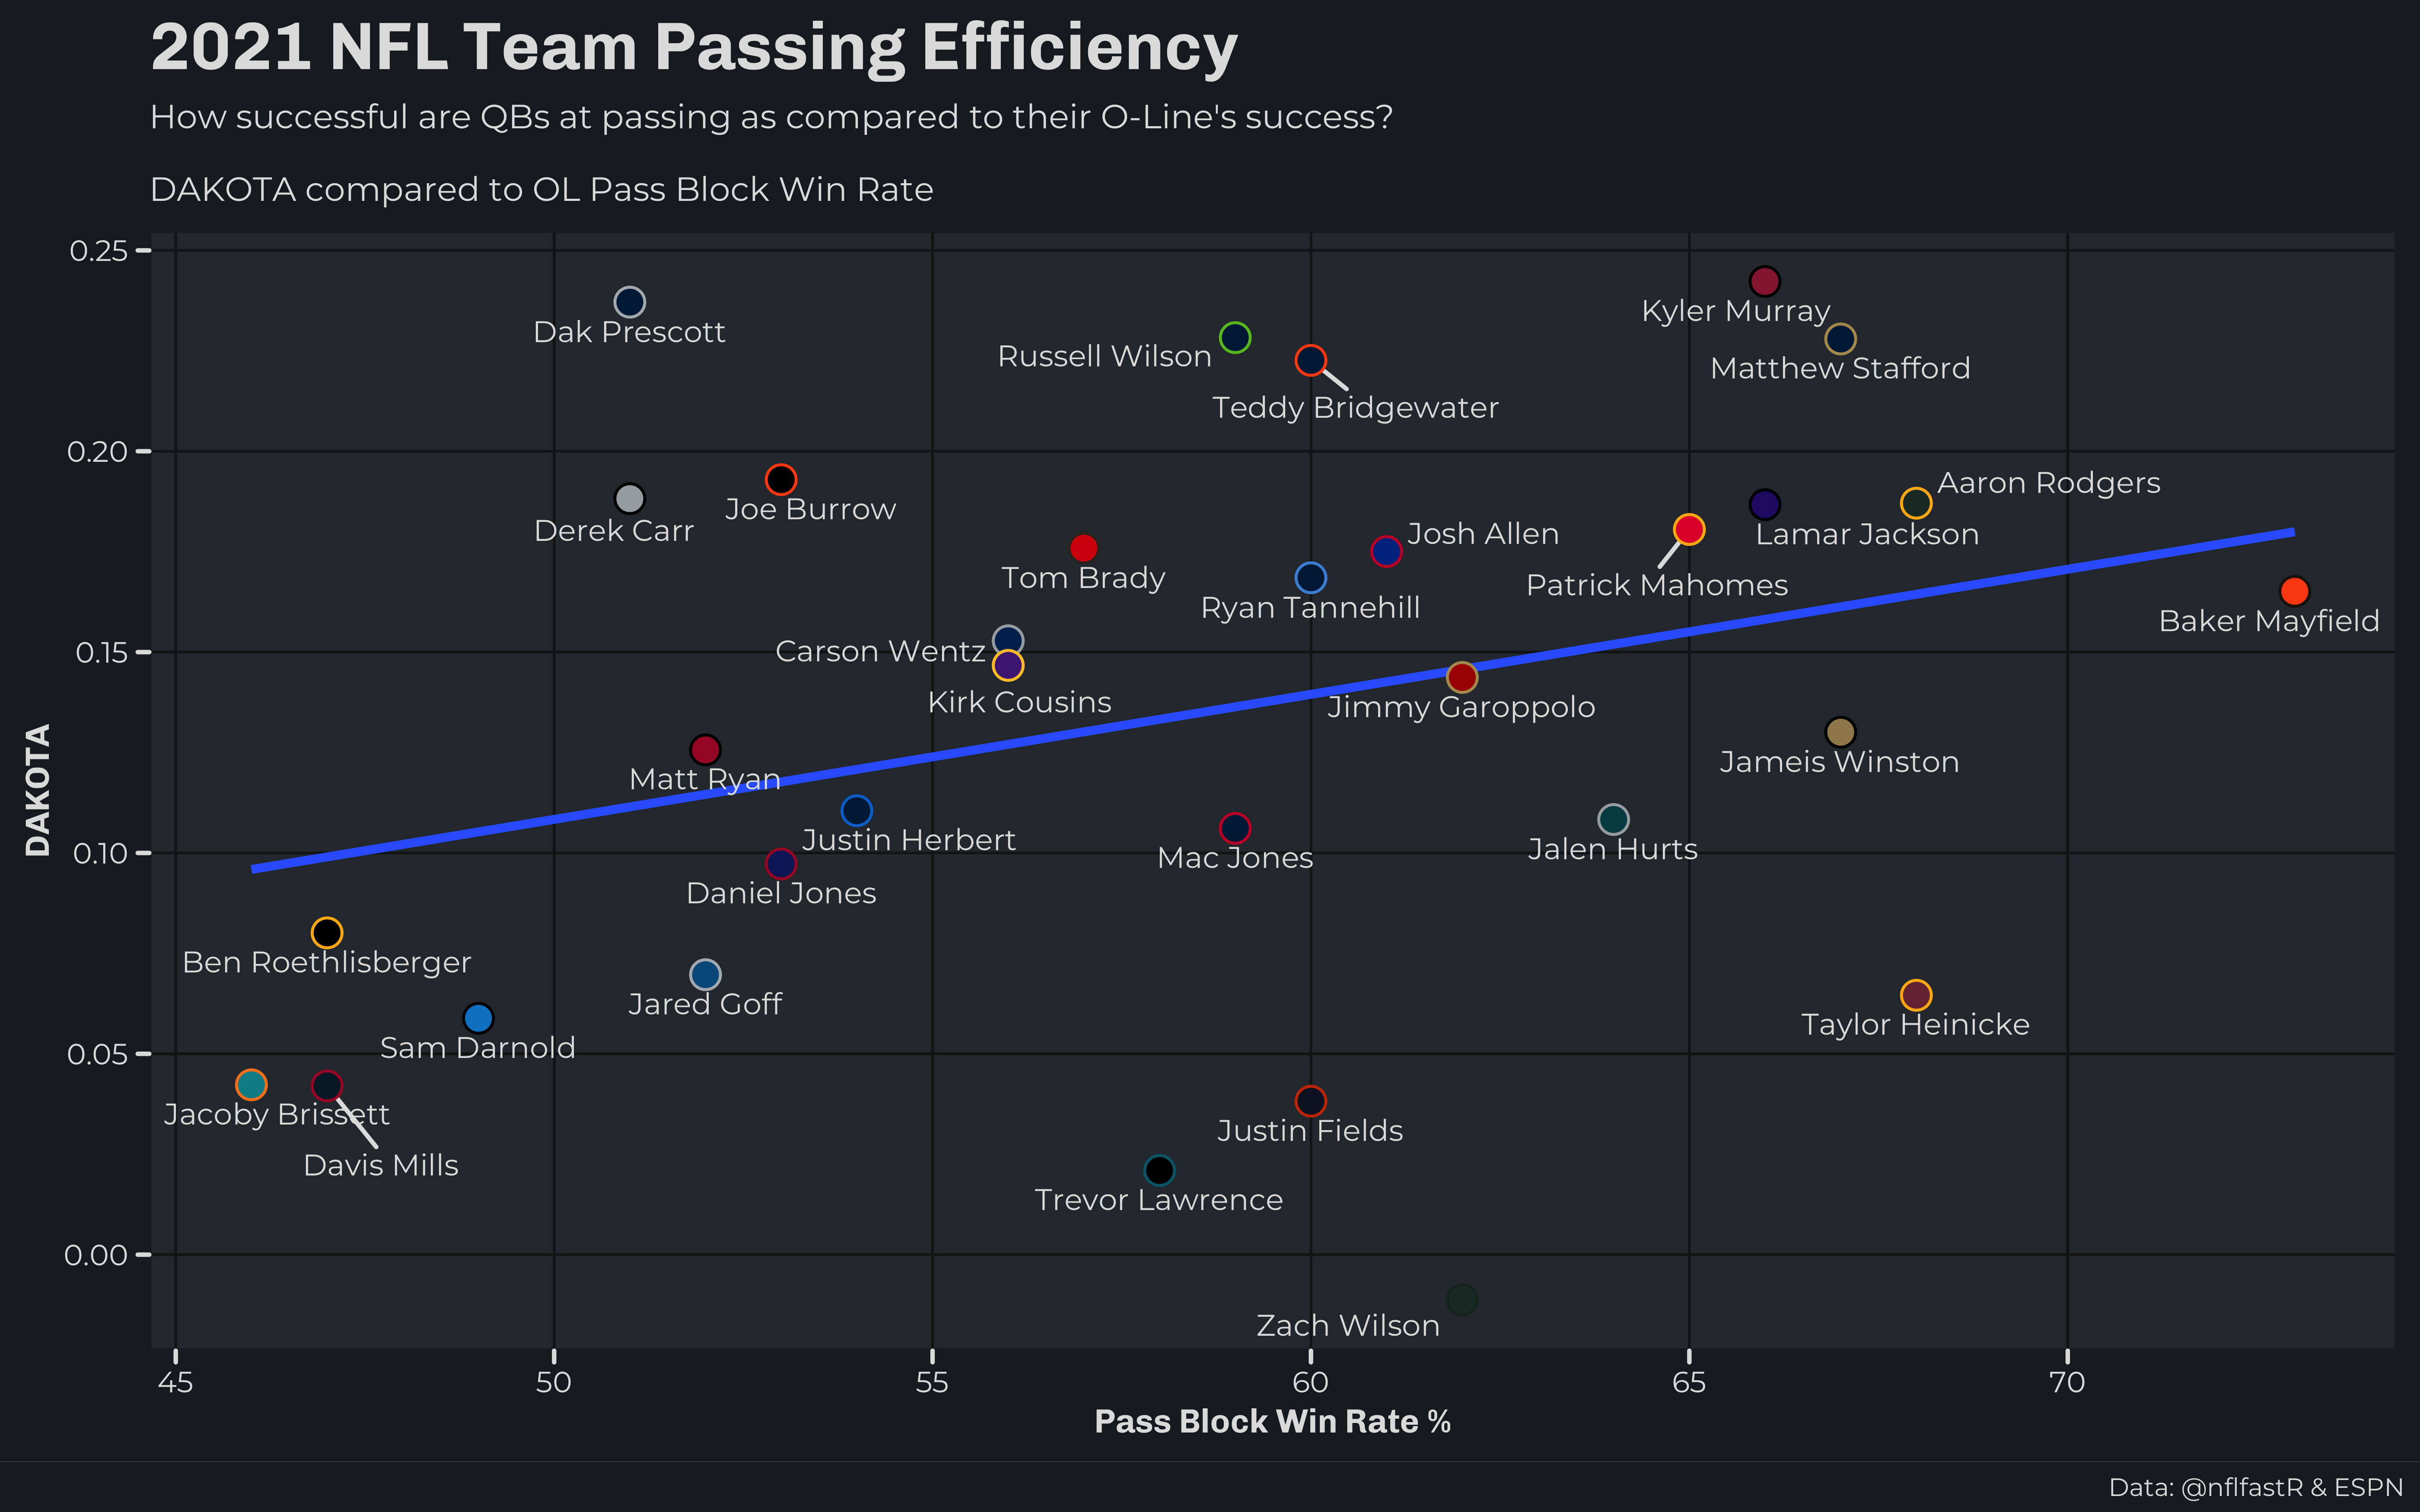 2021 NFL Team Passing Efficiency
How successful are QBs at passing as compared to their O-Line's success?
DAKOTA compared to OL Pass Block Win Rate
0.25
Kyler Murray
Dak Prescott
Russell Wilson
Matthew Stafford
Teddy Bridgewater
0.20
Aaron Rodgers
Joe Burrow
Derek Carr
Josh Allen
Lamar Jackson
Tom Brady
Patrick Mahomes
Ryan Tannehill
Baker Mayfield
0.15
Carson Wentz
Kirk Cousins
Jimmy Garoppolo
Jameis Winston
Matt Ryan
DAKOTA
Justin Herbert
Jalen Hurts
0.10
Mac Jones
Daniel Jones
Ben Roethlisberger
Jared Goff
Taylor Heinicke
Sam Darnold
0.05
Jacoby Brissett
Justin Fields
Davis Mills
Trevor Lawrence
0.00
Zach Wilson
45 50 55 60 65 70
Pass Block Win Rate %
Data: @nflfastR & ESPN